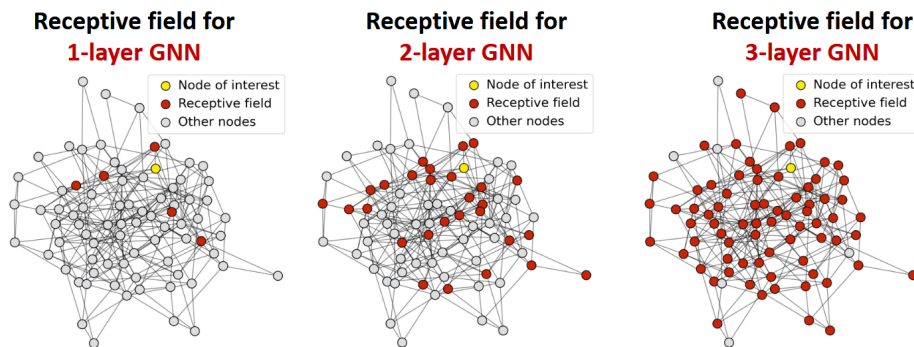 Receptive field for
1-layer GNN
Node of interest
Receptive field
Other nodes
Receptive field for
2-layer GNN
Node of interest
Receptive field
Other nodes
Receptive field for
3-layer GNN
Node of interest
Receptive field
Other nodes